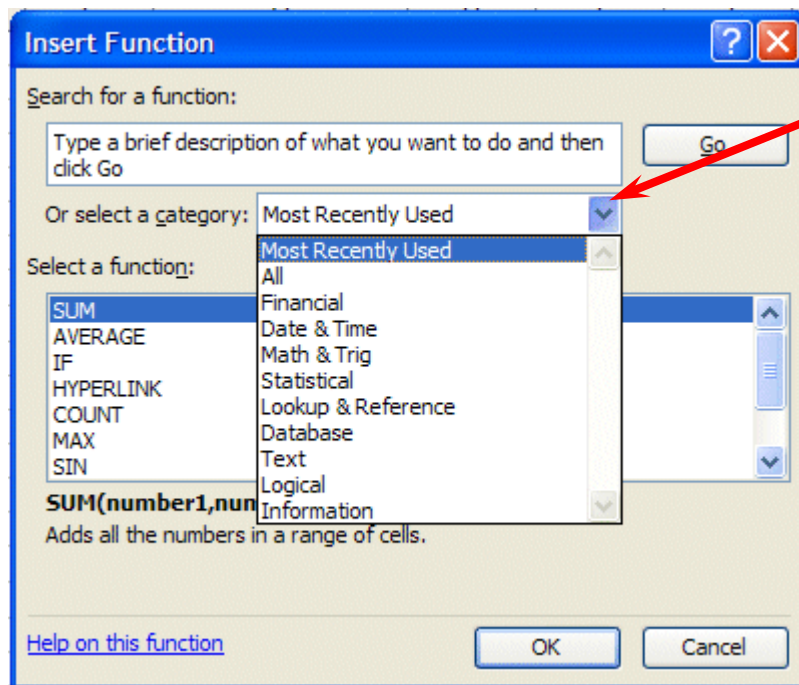 Insert Function
Search for a function:
Type a brief description of what you want to do and then
click Go
Go
Or select a category: Most Recently Used
Most Recently Used
All
Financial
Date & Time
Math & Trig
Statistical
Lookup & Reference
Database
Text
Logical
Information
Select a function:
SUM
AVERAGE
IF
HYPERLINK
COUNT
MAX
SIN
SUM(number1,num
Adds all the numbers in a range of cells.
Help on this function
OK
Cancel